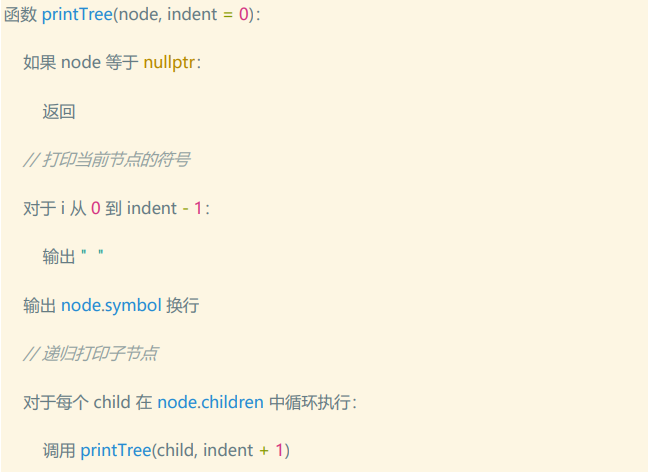 函数 printTree(node, indent = 0)：
如果 node 等于 nullptr：
返回
// 打印当前节点的符号
对于 i 从 0 到 indent - 1：
输出 "  "
输出 node.symbol 换行
// 递归打印子节点
对于每个 child 在 node.children 中循环执行：
调用 printTree(child, indent + 1)